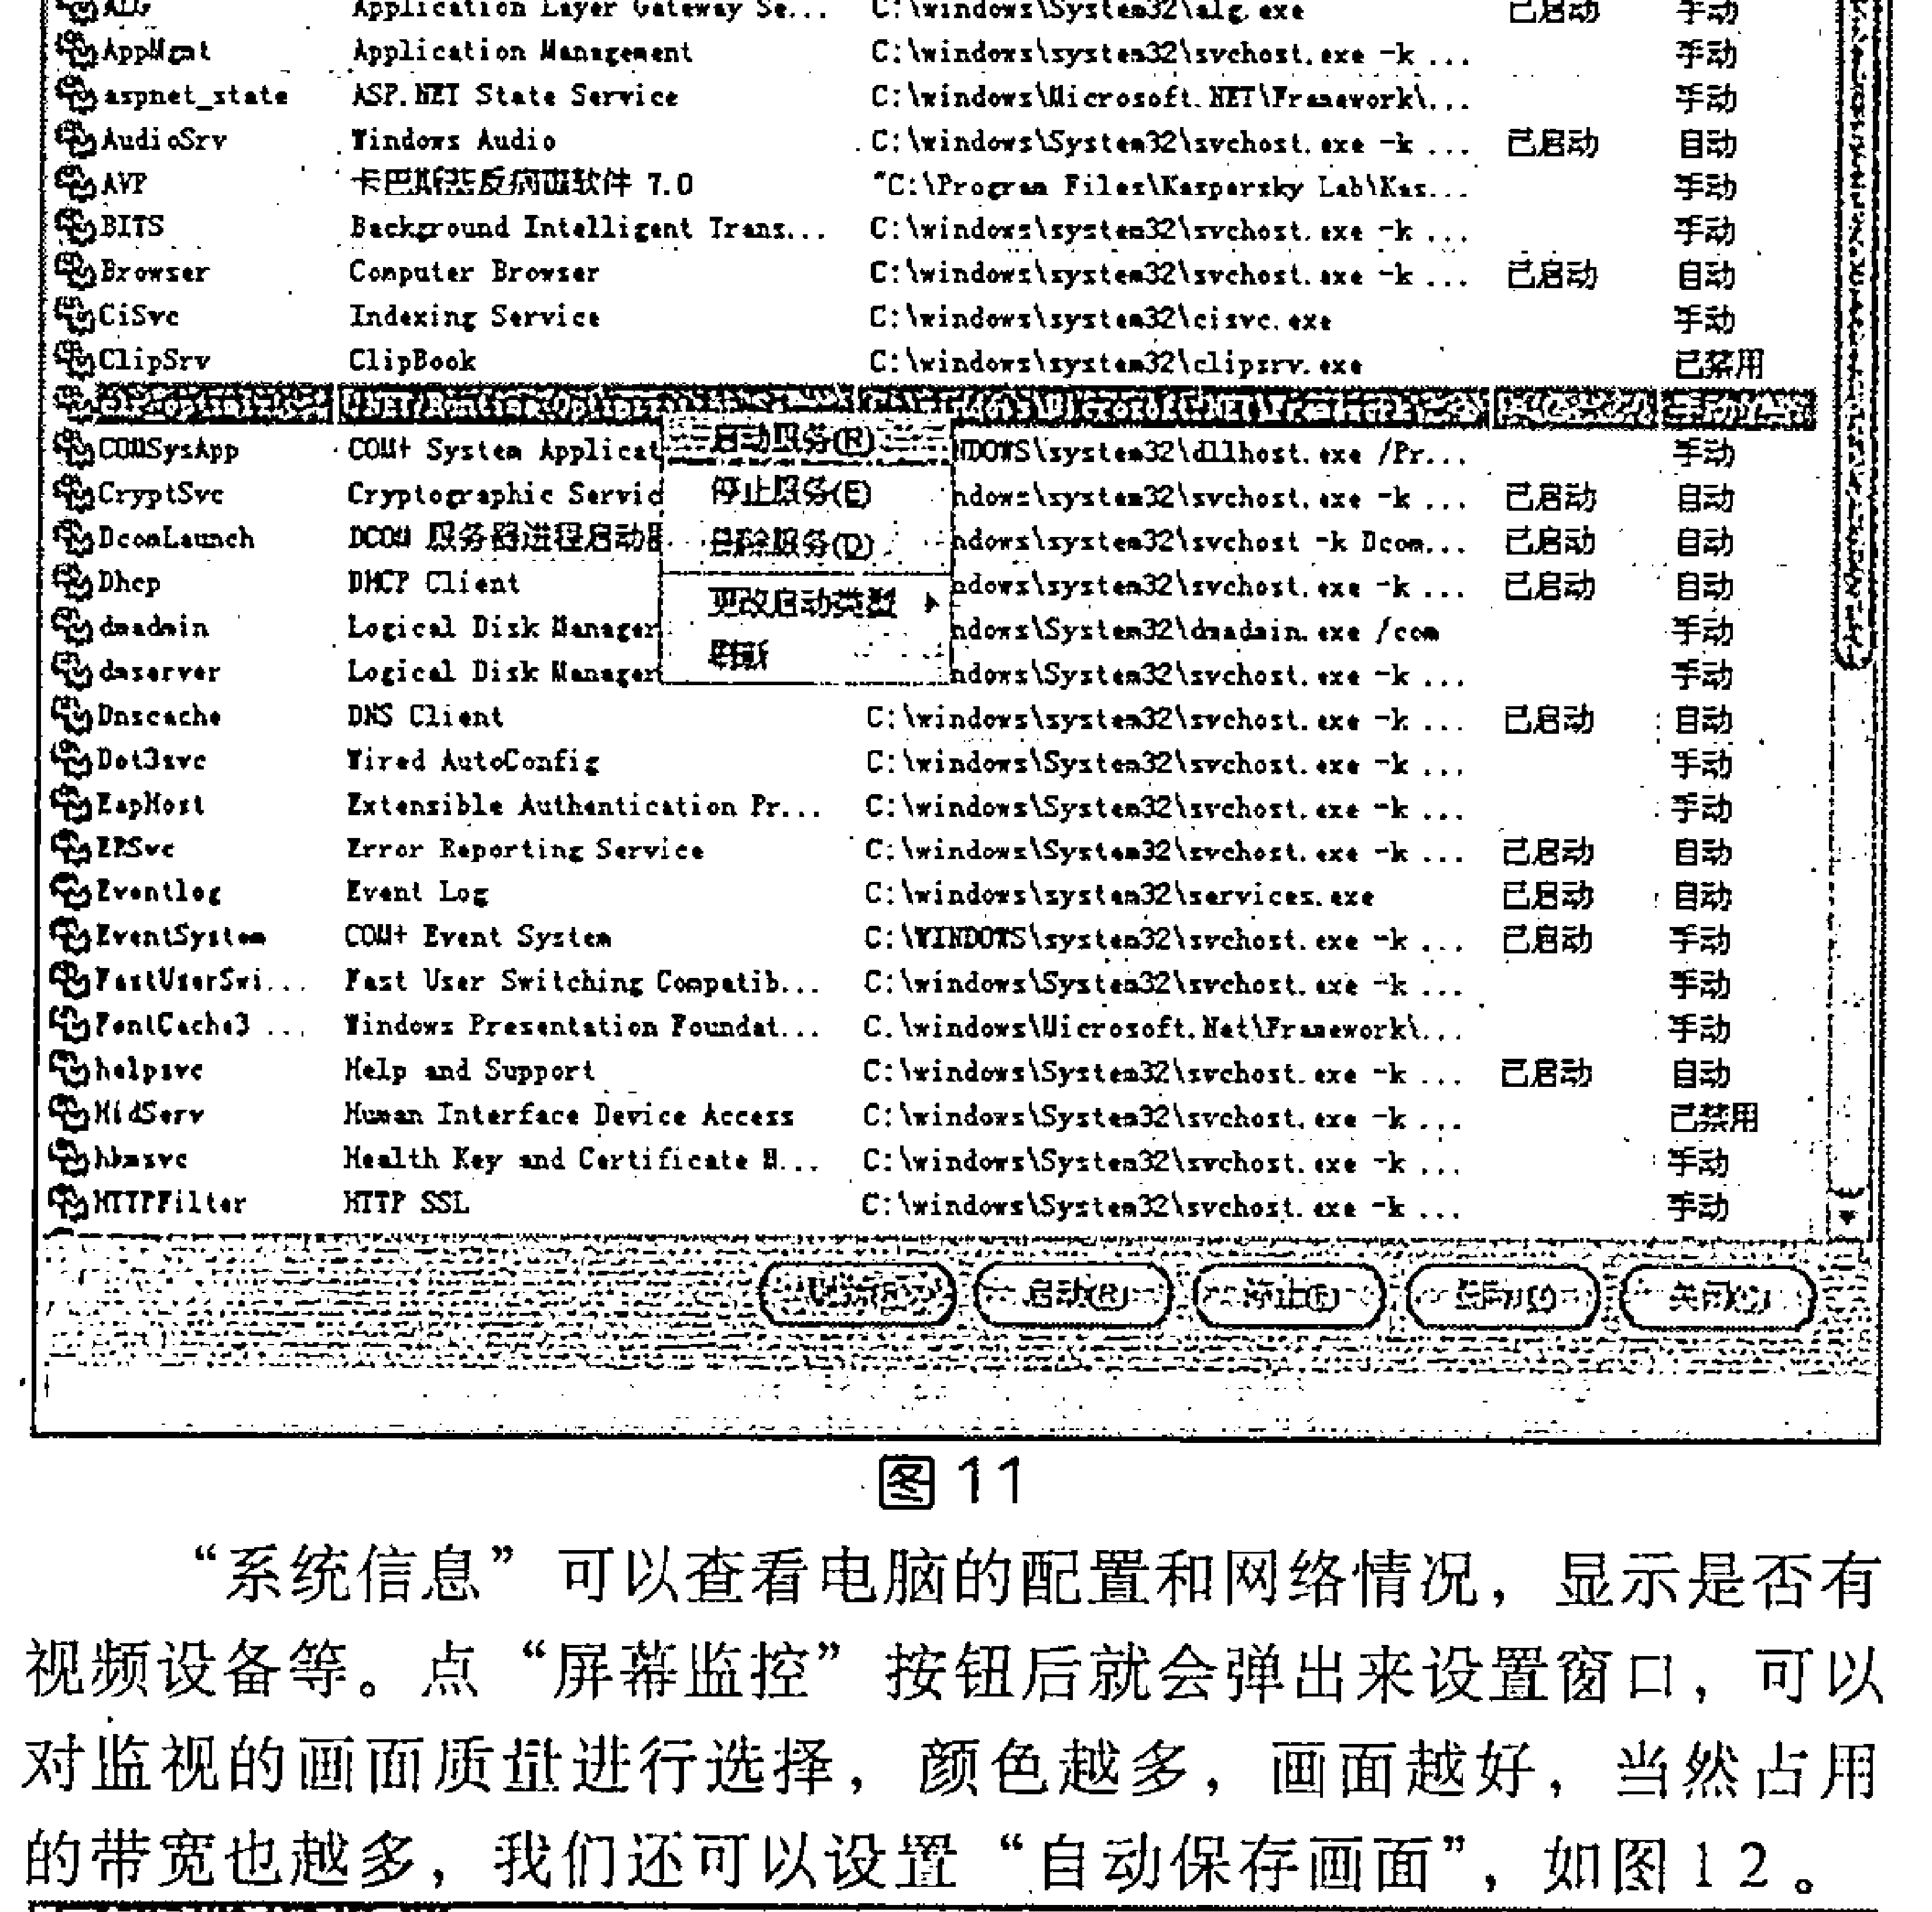 ALG Application Layer Gateway Se... C:\windows\System32\alg.exe 已启动 手动
AppMgmt Application Management C:\windows\system32\svchost.exe -k ... 手动
aspnet_state ASP.NET State Service C:\windows\Microsoft.NET\Framework\... 手动
AudioSrv Windows Audio C:\windows\System32\svchost.exe -k ... 已启动 自动
AVP 卡巴斯基反病毒软件 7.0 "C:\Program Files\Kaspersky Lab\Kas... 手动
BITS Background Intelligent Trans... C:\windows\system32\svchost.exe -k ... 手动
Browser Computer Browser C:\windows\system32\svchost.exe -k ... 已启动 自动
CiSvc Indexing Service C:\windows\system32\cisvc.exe 手动
ClipSrv ClipBook C:\windows\system32\clipsrv.exe 已禁用
启动服务(R)
COMSysApp COM+ System Applicat NDOWS\system32\dllhost.exe /Pr... 手动
停止服务(E)
CryptSvc Cryptographic Servic ndows\system32\svchost.exe -k ... 已启动 自动
删除服务(D)
DcomLaunch DCOM 服务器进程启动器 ndows\system32\svchost -k Dcom... 已启动 自动
Dhcp DHCP Client ndows\system32\svchost.exe -k ... 已启动 自动
更改启动类型
dmadmin Logical Disk Manager ndows\System32\dmadmin.exe /com 手动
刷新
dmserver Logical Disk Manager ndows\System32\svchost.exe -k ... 手动
Dnscache DNS Client C:\windows\system32\svchost.exe -k ... 已启动 自动
Dot3svc Wired AutoConfig C:\windows\System32\svchost.exe -k ... 手动
EapHost Extensible Authentication Pr... C:\windows\System32\svchost.exe -k ... 手动
ERSvc Error Reporting Service C:\windows\System32\svchost.exe -k ... 已启动 自动
Eventlog Event Log C:\windows\system32\services.exe 已启动 自动
EventSystem COM+ Event System C:\WINDOWS\system32\svchost.exe -k ... 已启动 手动
FastUserSwi... Fast User Switching Compatib... C:\windows\System32\svchost.exe -k ... 手动
FontCache3 ... Windows Presentation Foundat... C:\windows\Microsoft.Net\Framework\... 手动
helpsvc Help and Support C:\windows\System32\svchost.exe -k ... 已启动 自动
HidServ Human Interface Device Access C:\windows\System32\svchost.exe -k ... 已禁用
hkmsvc Health Key and Certificate M... C:\windows\System32\svchost.exe -k ... 手动
HTTPFilter HTTP SSL C:\windows\System32\svchost.exe -k ... 手动
启动(R) 停止(E) 关闭(C)
图11
“系统信息”可以查看电脑的配置和网络情况，显示是否有
视频设备等。点“屏幕监控”按钮后就会弹出来设置窗口，可以
对监视的画面质量进行选择，颜色越多，画面越好，当然占用
的带宽也越多，我们还可以设置“自动保存画面”，如图12。